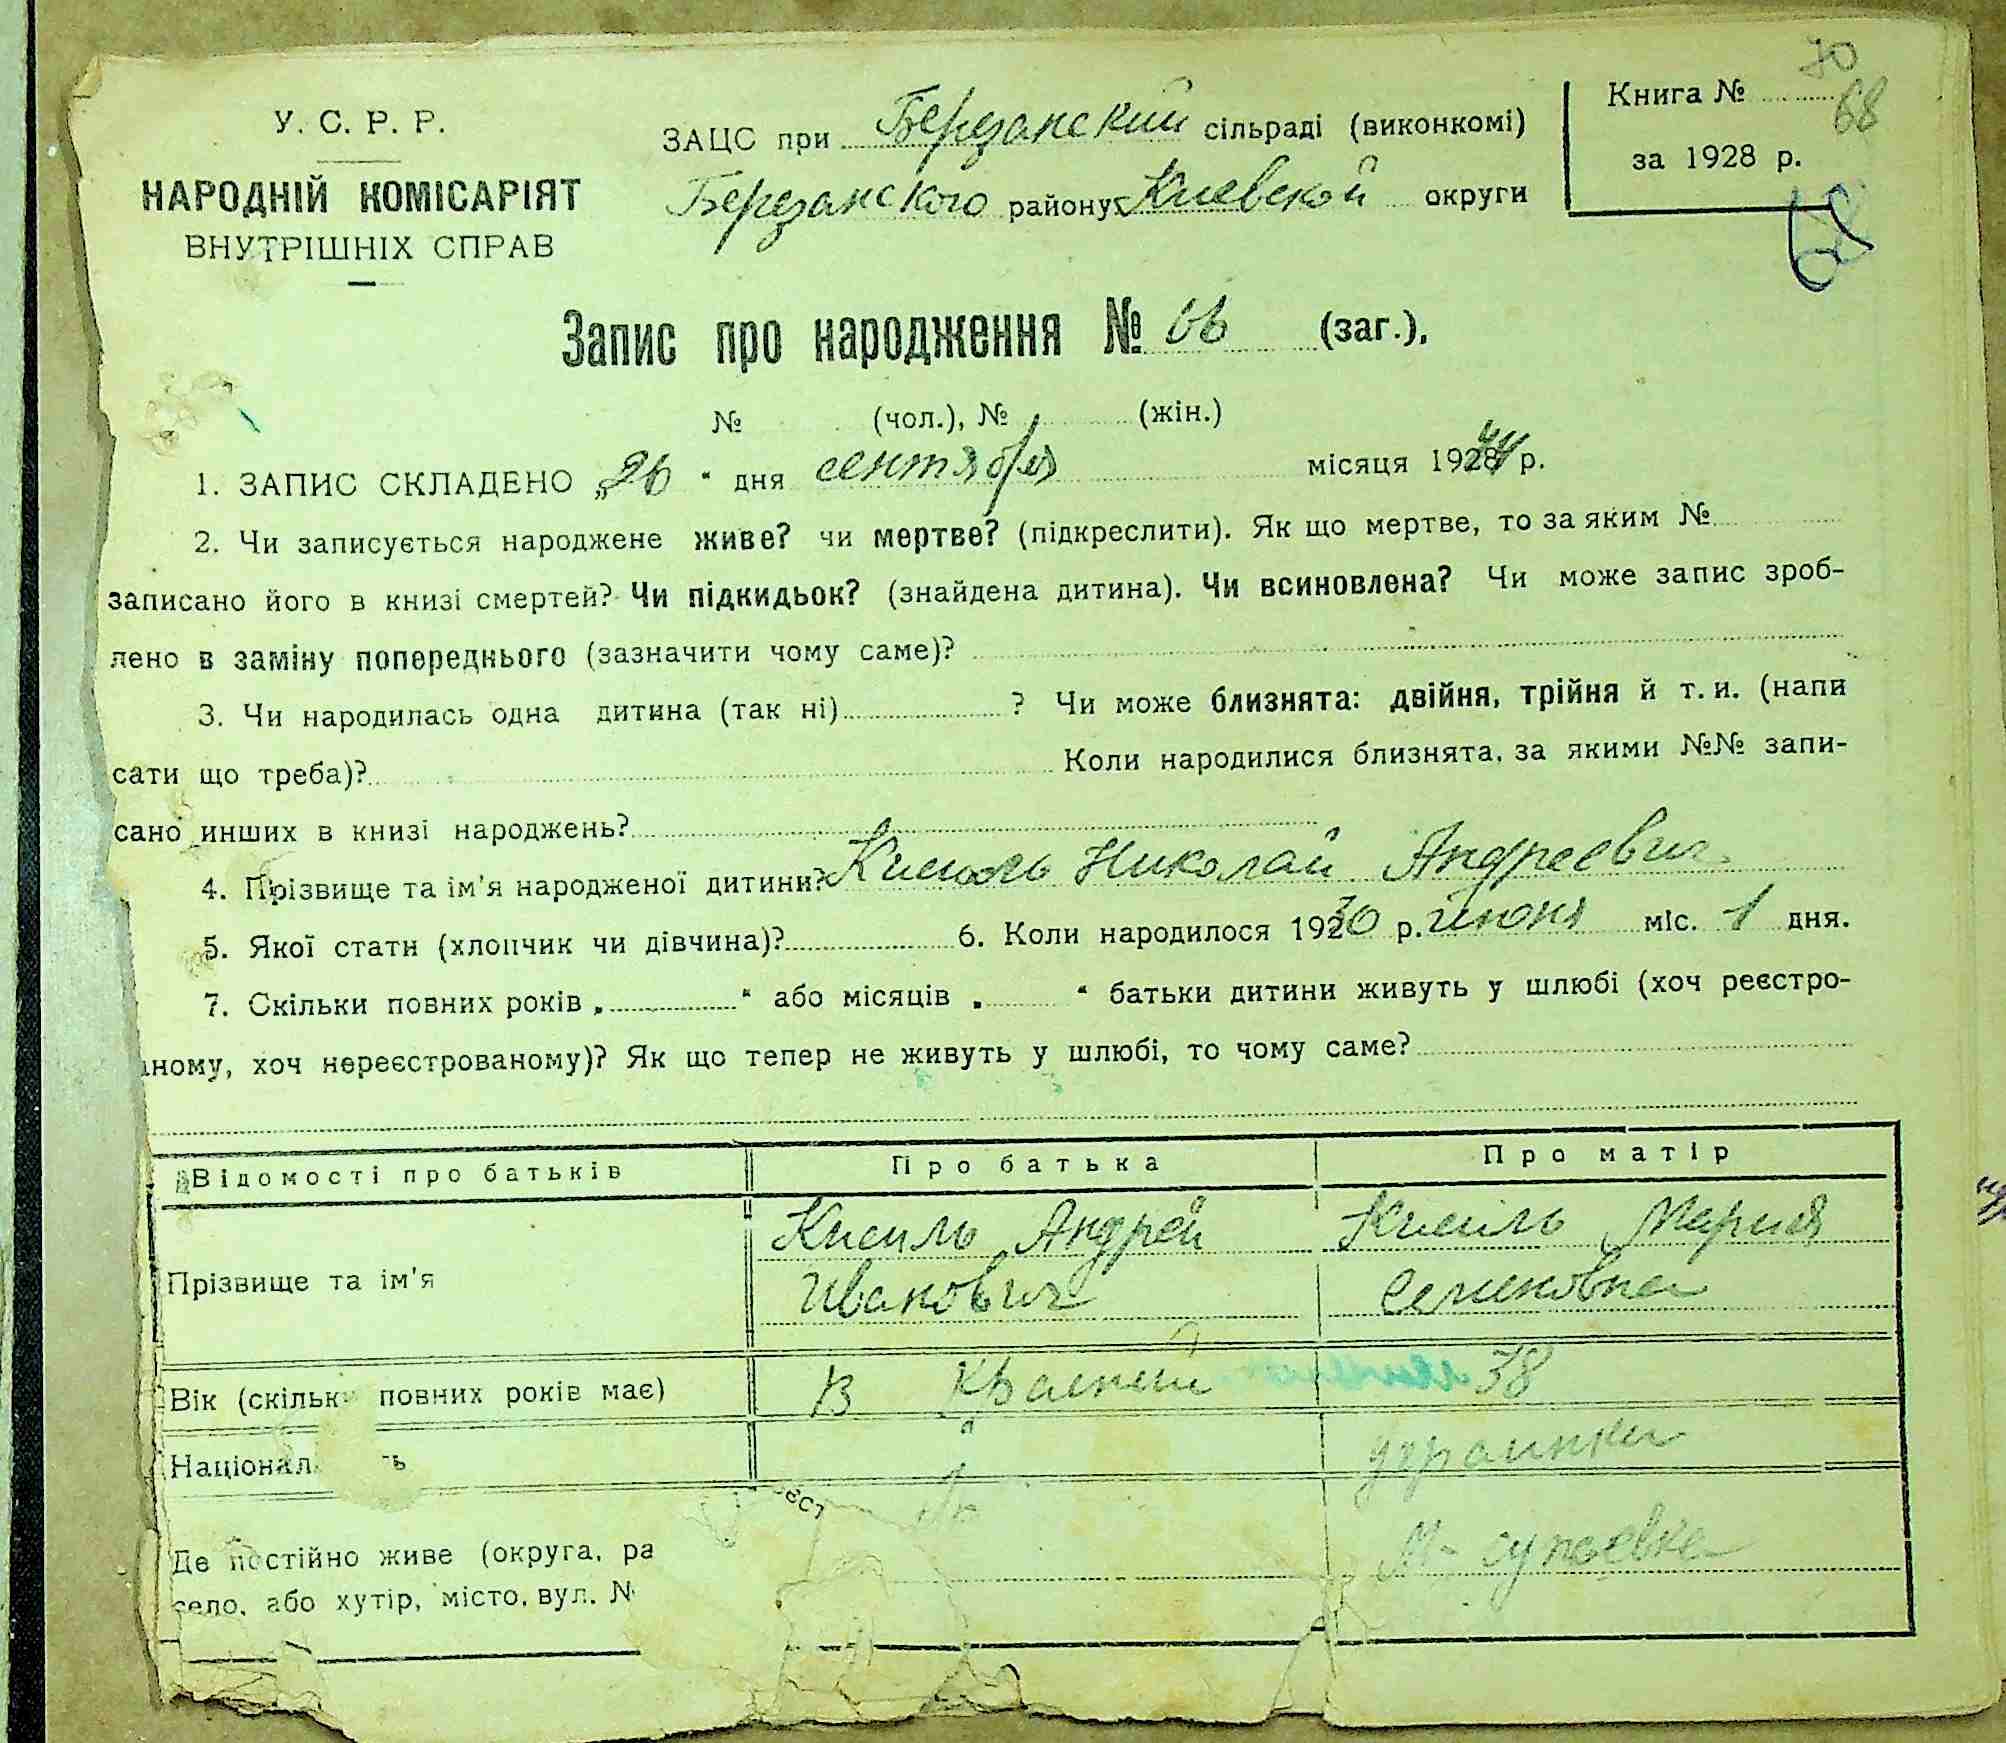 70
68
У. С. Р. Р.
НАРОДНІЙ КОМІСАРІЯТ
ВНУТРІШНІХ СПРАВ
ЗАЦС при Березанский сільраді (виконкомі)
Березанского району Киевской округи
Книга №
за 1928 р.
68
Запис про народження № 66 (заг.),
№ (чол.), № (жін.)
1. ЗАПИС СКЛАДЕНО „26" дня сентября місяця 1944 р.
2. Чи записується народжене живе? чи мертве? (підкреслити). Як що мертве, то за яким №
записано його в книзі смертей? Чи підкидьок? (знайдена дитина). Чи всиновлена? Чи може запис зроб-
лено в заміну попереднього (зазначити чому саме)?
3. Чи народилась одна дитина (так ні) ? Чи може близнята: двійня, трійня й т. и. (напи
сати що треба)? Коли народилися близнята, за якими №№ запи-
сано инших в книзі народжень?
4. Прізвище та ім'я народженої дитини? Кисиль Николай Андреевич
5. Якої стати (хлопчик чи дівчина)? 6. Коли народилося 1930 р. июня міс. 1 дня.
7. Скільки повних років „ " або місяців „ " батьки дитини живуть у шлюбі (хоч реєстро-
ному, хоч нереєстрованому)? Як що тепер не живуть у шлюбі, то чому саме?
Відомості про батьків Про батька Про матір
Прізвище та ім'я
Кисиль Андрей Кисиль Мария
Иванович Семеновна
Вік (скільки повних років має) В Красной 38
Націонал ь украинка
Де постійно живе (округа, ра
село, або хутір, місто, вул. №
М-супоевка